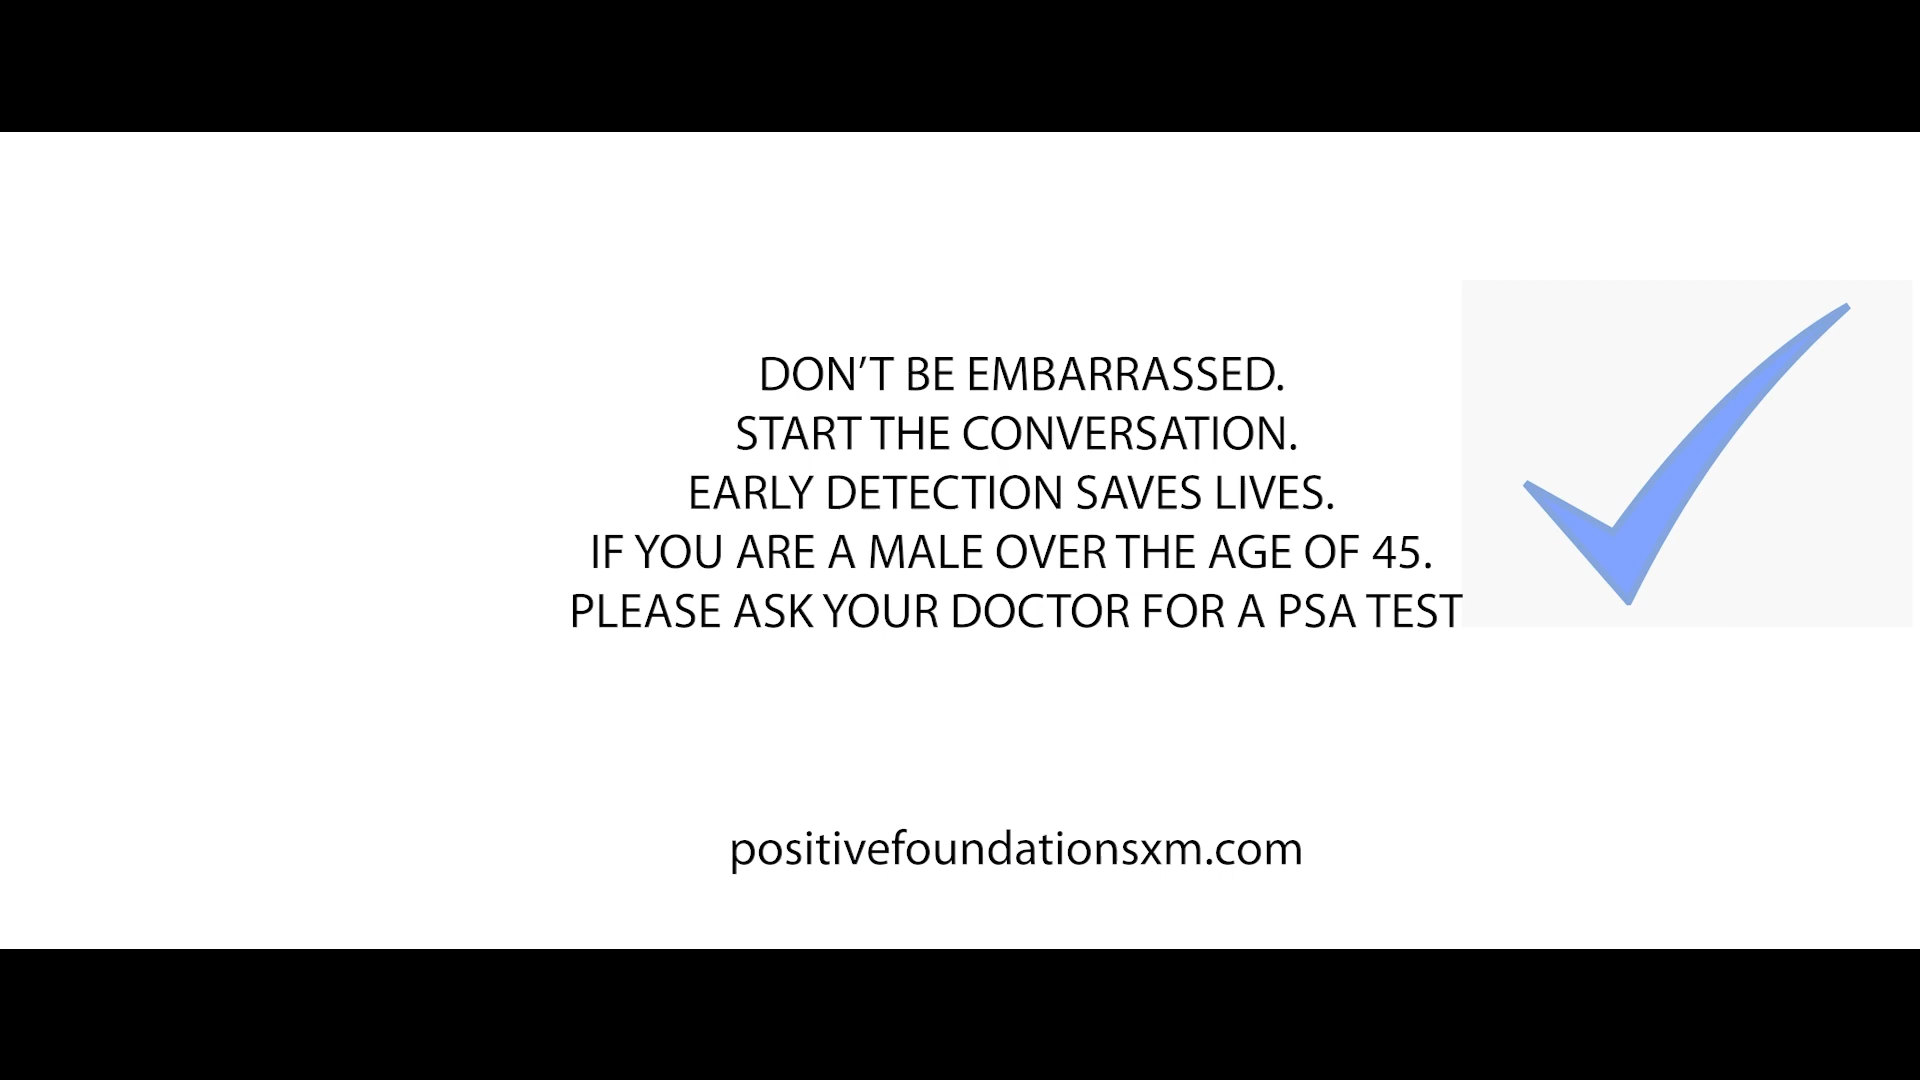 DON’T BE EMBARRASSED.
START THE CONVERSATION.
EARLY DETECTION SAVES LIVES.
IF YOU ARE A MALE OVER THE AGE OF 45.
PLEASE ASK YOUR DOCTOR FOR A PSA TEST
positivefoundationsxm.com